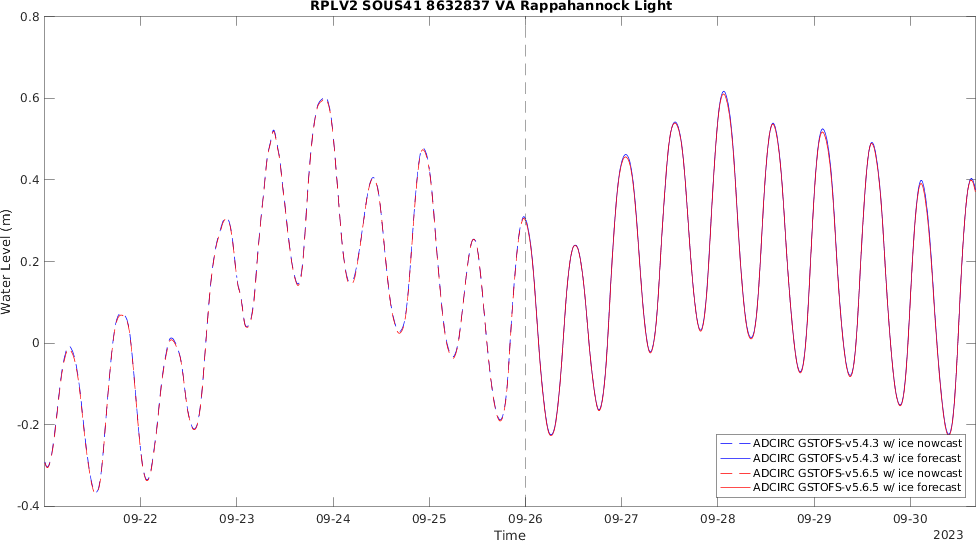 RPLV2 SOUS41 8632837 VA Rappahannock Light
0.8
0.6
0.4
0.2
0
-0.2
-0.4
Water Level (m)
ADCIRC GSTOFS-v5.4.3 w/ ice nowcast
ADCIRC GSTOFS-v5.4.3 w/ ice forecast
ADCIRC GSTOFS-v5.6.5 w/ ice nowcast
ADCIRC GSTOFS-v5.6.5 w/ ice forecast
09-22 09-23 09-24 09-25 09-26 09-27 09-28 09-29 09-30
Time
2023